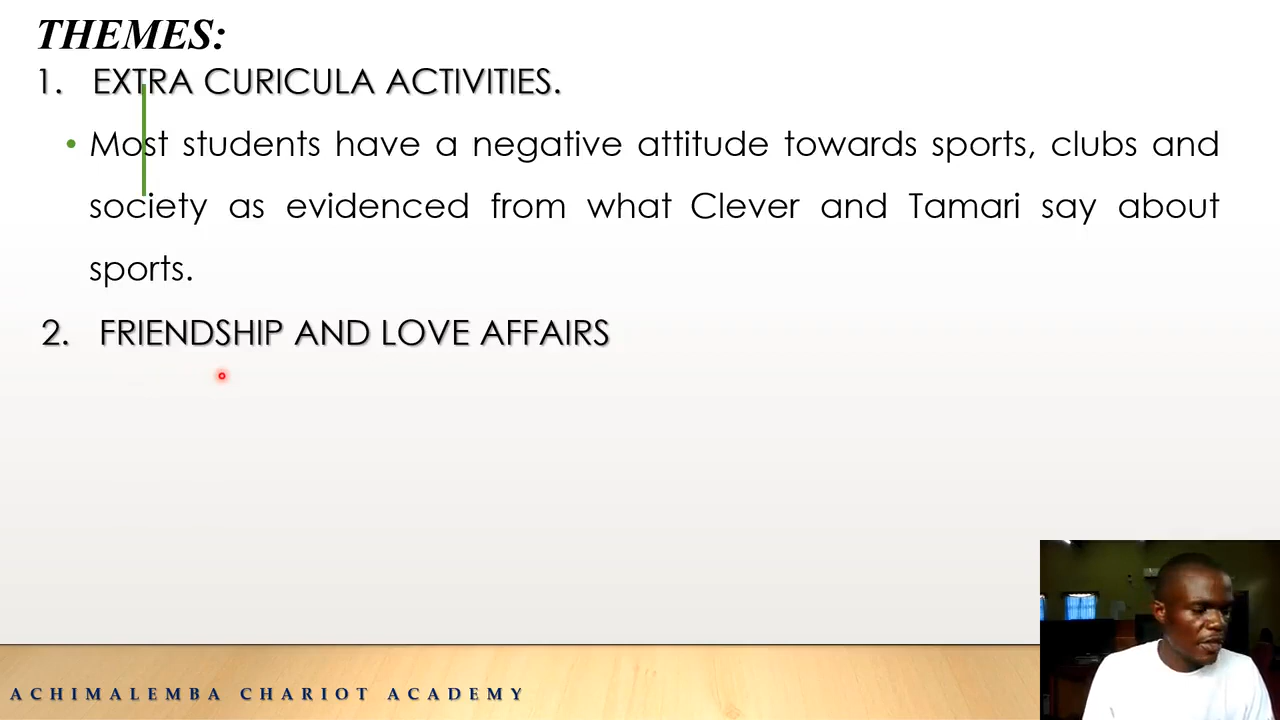 THEMES:
1. EXTRA CURICULA ACTIVITIES.
• Most students have a negative attitude towards sports, clubs and
society as evidenced from what Clever and Tamari say about
sports.
2. FRIENDSHIP AND LOVE AFFAIRS
ACHIMALEMBA CHARIOT ACADEMY